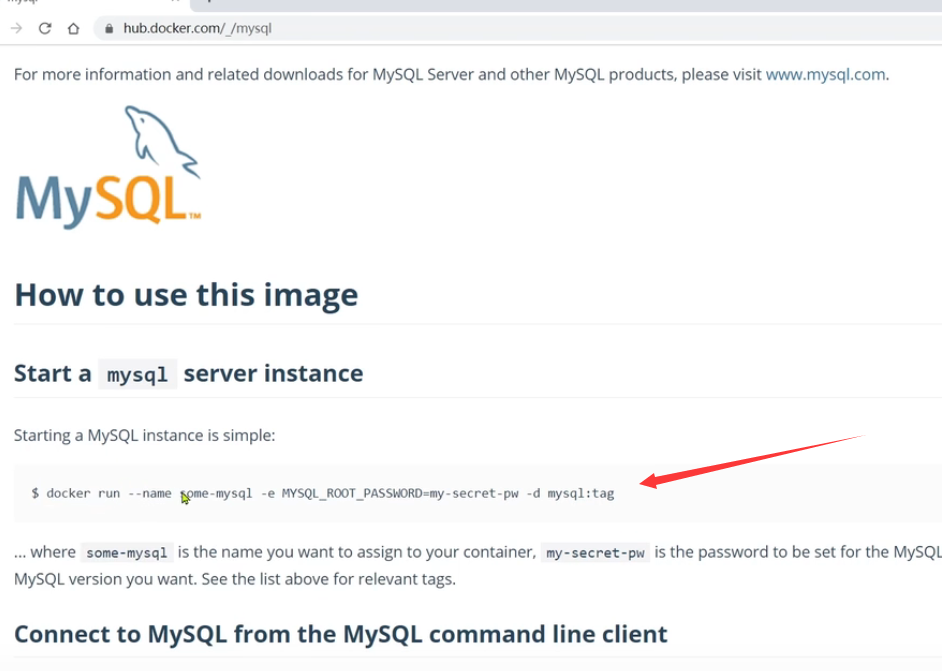 hub.docker.com/_/mysql
For more information and related downloads for MySQL Server and other MySQL products, please visit www.mysql.com.
MySQL™
How to use this image
Start a mysql server instance
Starting a MySQL instance is simple:
$ docker run --name some-mysql -e MYSQL_ROOT_PASSWORD=my-secret-pw -d mysql:tag
... where some-mysql is the name you want to assign to your container, my-secret-pw is the password to be set for the MySQL
MySQL version you want. See the list above for relevant tags.
Connect to MySQL from the MySQL command line client